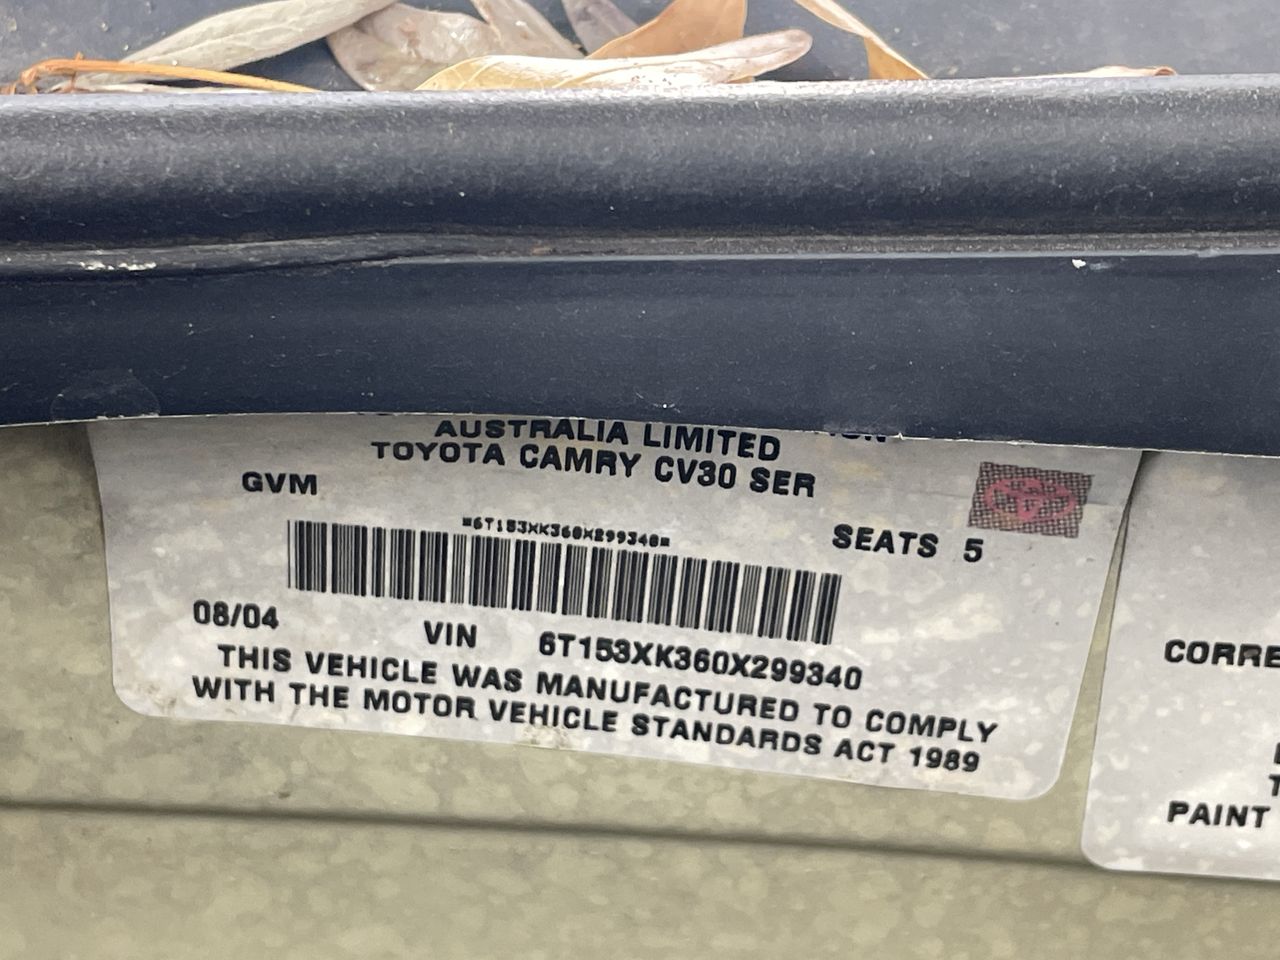 AUSTRALIA LIMITED
TOYOTA CAMRY CV30 SER
GVM
SEATS 5
*6T153XK360X299340*
08/04 VIN 6T153XK360X299340
THIS VEHICLE WAS MANUFACTURED TO COMPLY
WITH THE MOTOR VEHICLE STANDARDS ACT 1989
CORRE
PAINT